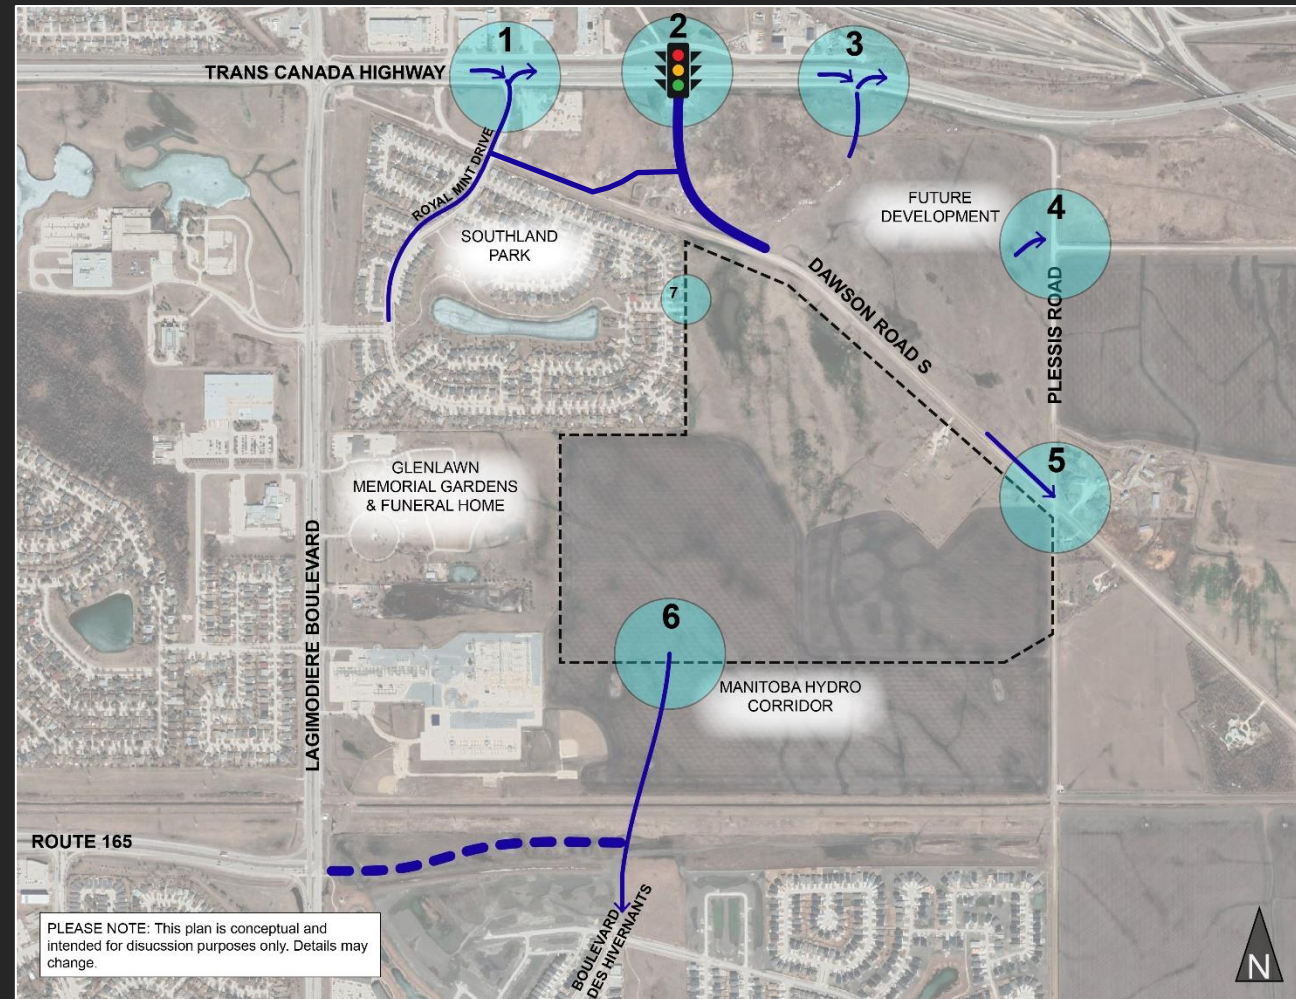 1
2
3
TRANS CANADA HIGHWAY
ROYAL MINT DRIVE
FUTURE
DEVELOPMENT
4
SOUTHLAND
PARK
7
DAWSON ROAD S
PLESSIS ROAD
5
GLENLAWN
MEMORIAL GARDENS
& FUNERAL HOME
LAGIMODIERE BOULEVARD
6
MANITOBA HYDRO
CORRIDOR
ROUTE 165
BOULEVARD
DES HIVERNANTS
PLEASE NOTE: This plan is conceptual and
intended for disucssion purposes only. Details may
change.
N